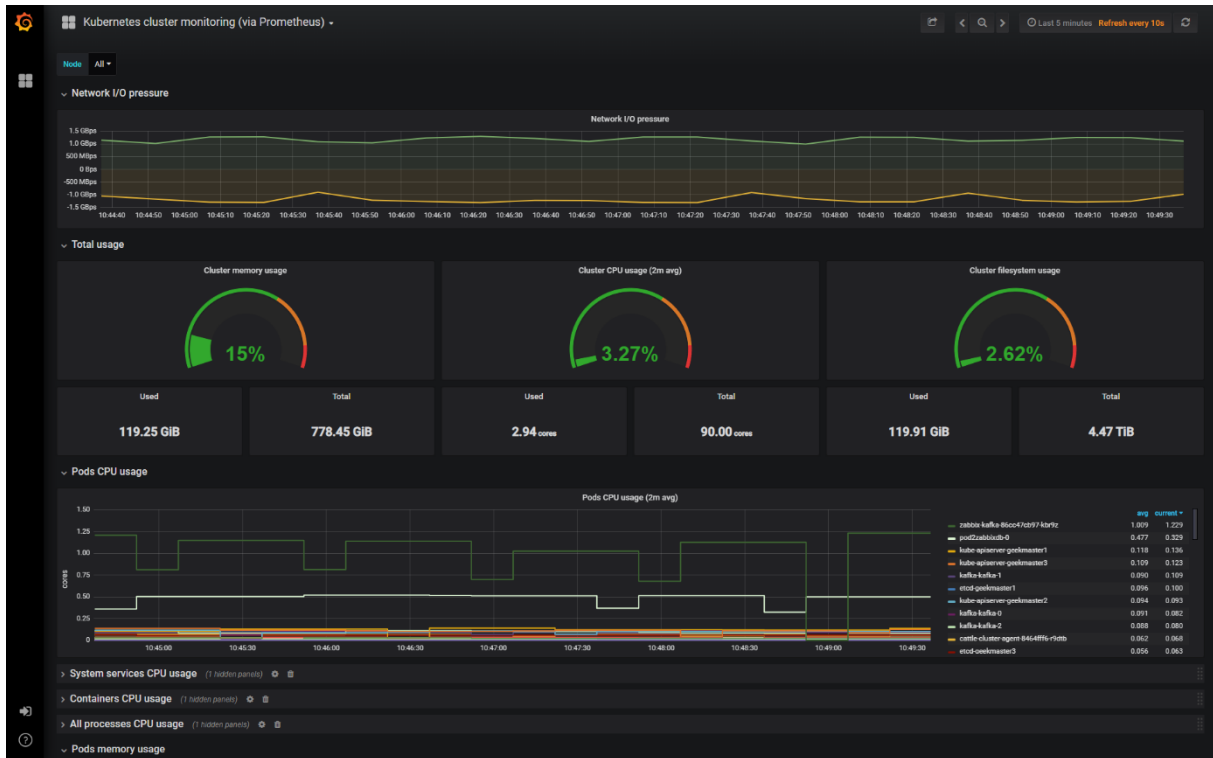 Kubernetes cluster monitoring (via Prometheus)
Last 5 minutes Refresh every 10s
Node All
Network I/O pressure
Network I/O pressure
1.5 GBps
1.0 GBps
500 MBps
0 Bps
-500 MBps
-1.0 GBps
-1.5 GBps
10:44:40 10:44:50 10:45:00 10:45:10 10:45:20 10:45:30 10:45:40 10:45:50 10:46:00 10:46:10 10:46:20 10:46:30 10:46:40 10:46:50 10:47:00 10:47:10 10:47:20 10:47:30 10:47:40 10:47:50 10:48:00 10:48:10 10:48:20 10:48:30 10:48:40 10:48:50 10:49:00 10:49:10 10:49:20 10:49:30
Total usage
Cluster memory usage Cluster CPU usage (2m avg) Cluster filesystem usage
15% 3.27% 2.62%
Used Total Used Total Used Total
119.25 GiB 778.45 GiB 2.94 cores 90.00 cores 119.91 GiB 4.47 TiB
Pods CPU usage
Pods CPU usage (2m avg)
cores
1.50
1.25
1.00
0.75
0.50
0.25
0
10:45:00 10:45:30 10:46:00 10:46:30 10:47:00 10:47:30 10:48:00 10:48:30 10:49:00 10:49:30
avg current
zabbix-kafka-86cc47cb97-kbr9z 1.009 1.229
pod2zabbixdb-0 0.477 0.329
kube-apiserver-geekmaster1 0.118 0.136
kube-apiserver-geekmaster3 0.109 0.123
kafka-kafka-1 0.090 0.109
etcd-geekmaster1 0.096 0.100
kube-apiserver-geekmaster2 0.094 0.093
kafka-kafka-0 0.091 0.082
kafka-kafka-2 0.088 0.080
cattle-cluster-agent-8464fff6-r9dtb 0.062 0.068
etcd-geekmaster3 0.056 0.063
System services CPU usage (1 hidden panels)
Containers CPU usage (1 hidden panels)
All processes CPU usage (1 hidden panels)
Pods memory usage